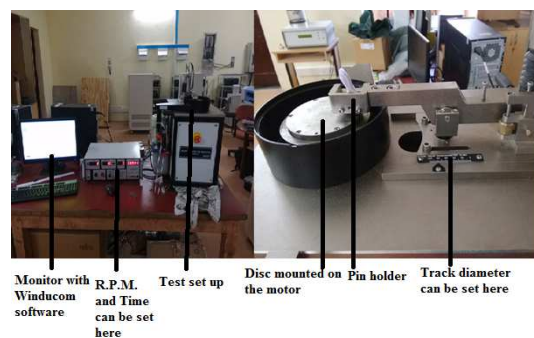 Monitor with
Winducom
software
R.P.M.
and Time
can be set
here
Test set up
Disc mounted on
the motor
Pin holder
Track diameter
can be set here